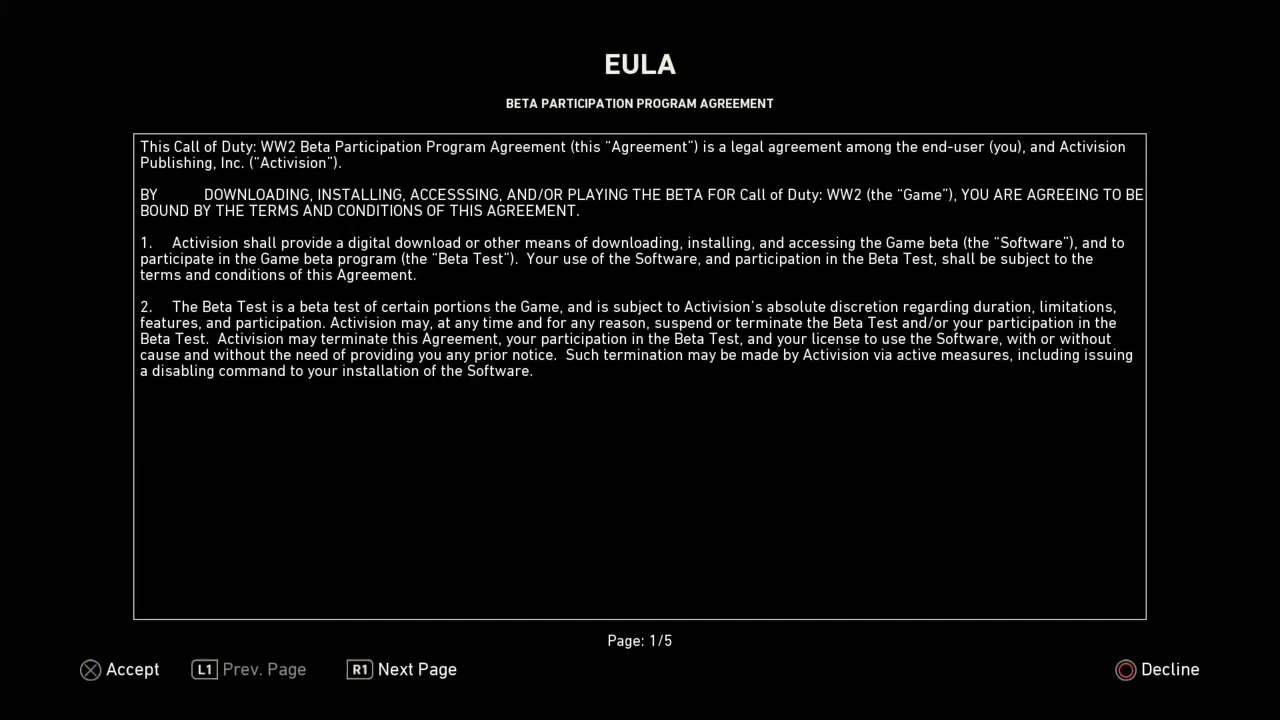 EULA
BETA PARTICIPATION PROGRAM AGREEMENT
This Call of Duty: WW2 Beta Participation Program Agreement (this “Agreement”) is a legal agreement among the end-user (you), and Activision
Publishing, Inc. (“Activision”).
BY DOWNLOADING, INSTALLING, ACCESSSING, AND/OR PLAYING THE BETA FOR Call of Duty: WW2 (the “Game”), YOU ARE AGREEING TO BE
BOUND BY THE TERMS AND CONDITIONS OF THIS AGREEMENT.
1. Activision shall provide a digital download or other means of downloading, installing, and accessing the Game beta (the “Software”), and to
participate in the Game beta program (the “Beta Test”). Your use of the Software, and participation in the Beta Test, shall be subject to the
terms and conditions of this Agreement.
2. The Beta Test is a beta test of certain portions the Game, and is subject to Activision’s absolute discretion regarding duration, limitations,
features, and participation. Activision may, at any time and for any reason, suspend or terminate the Beta Test and/or your participation in the
Beta Test. Activision may terminate this Agreement, your participation in the Beta Test, and your license to use the Software, with or without
cause and without the need of providing you any prior notice. Such termination may be made by Activision via active measures, including issuing
a disabling command to your installation of the Software.
Page: 1/5
Accept L1 Prev. Page R1 Next Page Decline